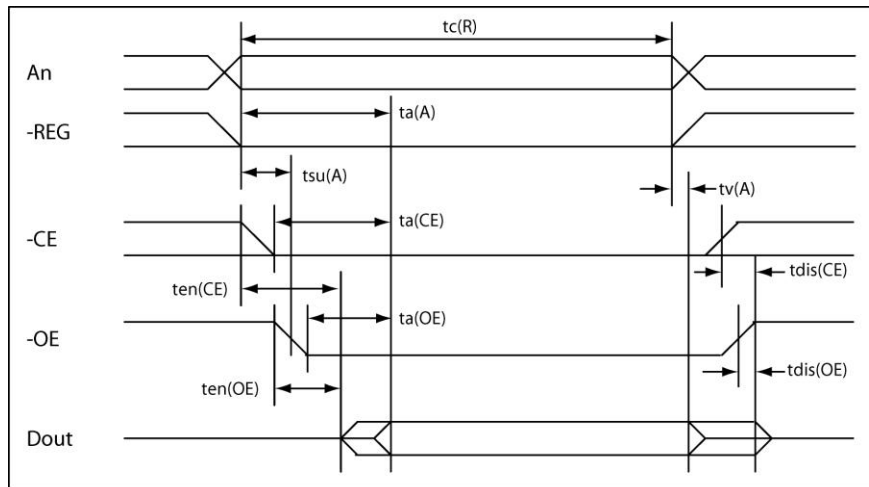 tc(R)
An
ta(A)
-REG
tsu(A)
tv(A)
ta(CE)
-CE
tdis(CE)
ten(CE)
ta(OE)
-OE
tdis(OE)
ten(OE)
Dout